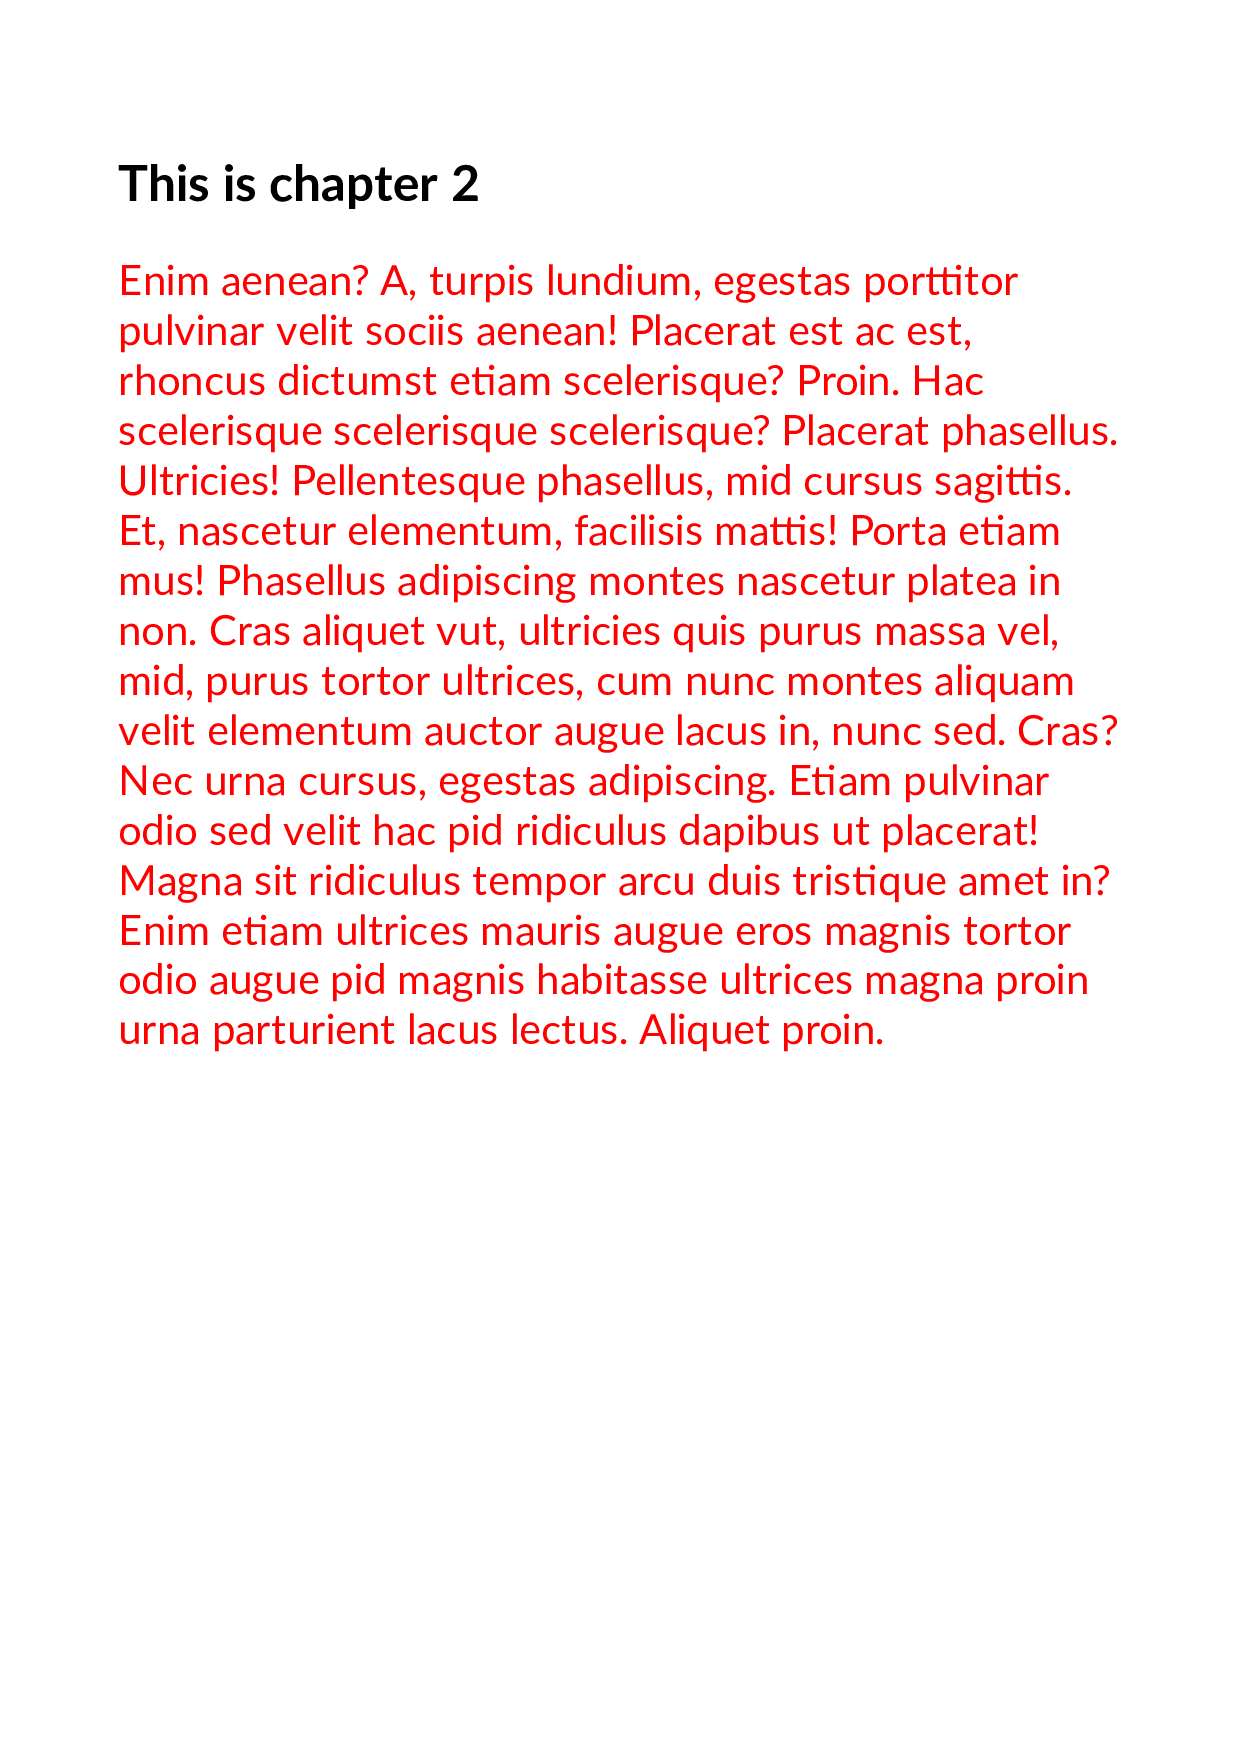 This is chapter 2
Enim aenean? A, turpis lundium, egestas porttitor
pulvinar velit sociis aenean! Placerat est ac est,
rhoncus dictumst etiam scelerisque? Proin. Hac
scelerisque scelerisque scelerisque? Placerat phasellus.
Ultricies! Pellentesque phasellus, mid cursus sagittis.
Et, nascetur elementum, facilisis mattis! Porta etiam
mus! Phasellus adipiscing montes nascetur platea in
non. Cras aliquet vut, ultricies quis purus massa vel,
mid, purus tortor ultrices, cum nunc montes aliquam
velit elementum auctor augue lacus in, nunc sed. Cras?
Nec urna cursus, egestas adipiscing. Etiam pulvinar
odio sed velit hac pid ridiculus dapibus ut placerat!
Magna sit ridiculus tempor arcu duis tristique amet in?
Enim etiam ultrices mauris augue eros magnis tortor
odio augue pid magnis habitasse ultrices magna proin
urna parturient lacus lectus. Aliquet proin.